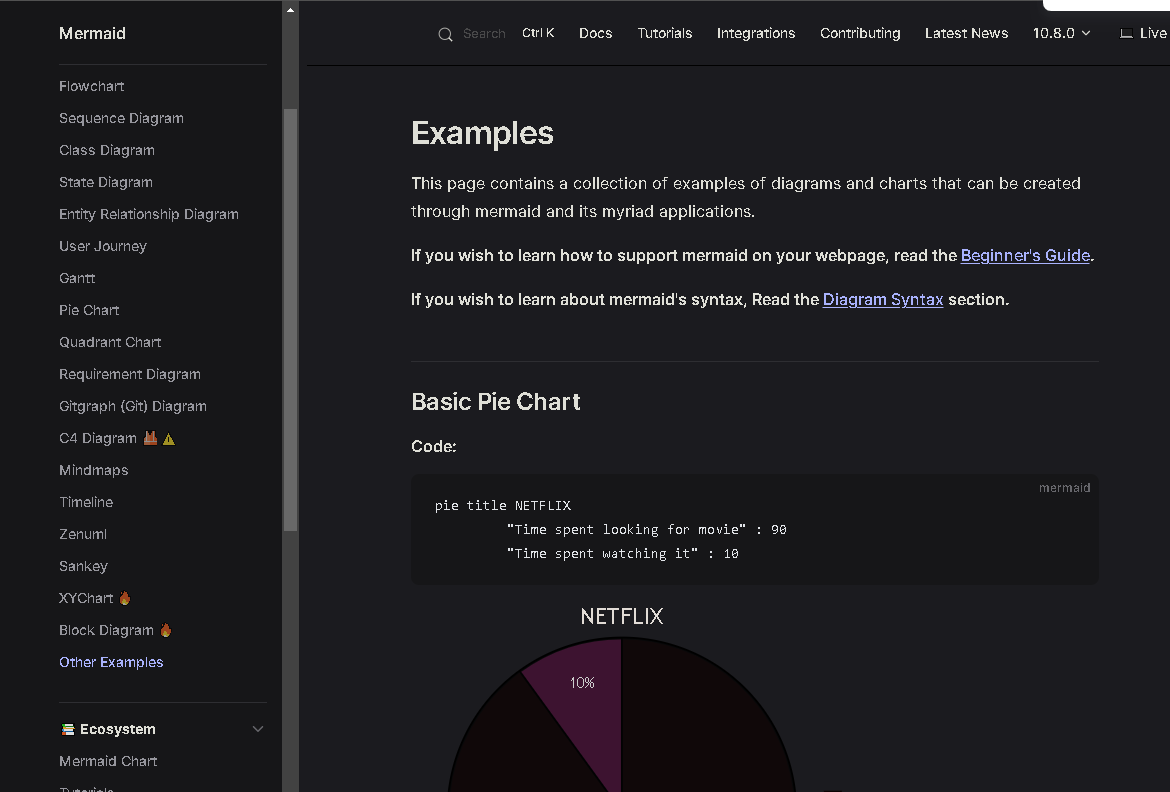 Mermaid
Flowchart
Sequence Diagram
Class Diagram
State Diagram
Entity Relationship Diagram
User Journey
Gantt
Pie Chart
Quadrant Chart
Requirement Diagram
Gitgraph (Git) Diagram
C4 Diagram 🦺⚠️
Mindmaps
Timeline
Zenuml
Sankey
XYChart 🔥
Block Diagram 🔥
Other Examples
📚 Ecosystem
Mermaid Chart
Tutorials
Search Ctrl K Docs Tutorials Integrations Contributing Latest News 10.8.0 💻 Live
Examples
This page contains a collection of examples of diagrams and charts that can be created
through mermaid and its myriad applications.
If you wish to learn how to support mermaid on your webpage, read the Beginner's Guide.
If you wish to learn about mermaid's syntax, Read the Diagram Syntax section.
Basic Pie Chart
Code:
mermaid
pie title NETFLIX
"Time spent looking for movie" : 90
"Time spent watching it" : 10
NETFLIX
10%